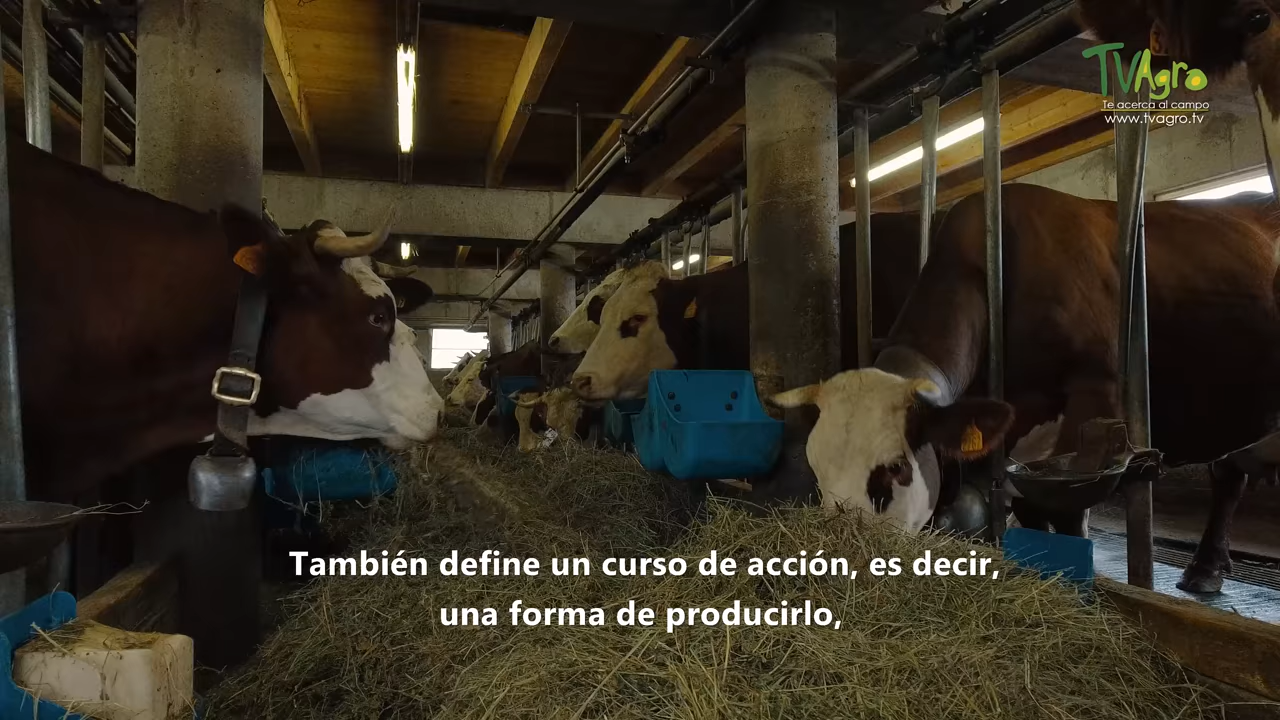 TVAgro
Te acerca al campo
www.tvagro.tv
También define un curso de acción, es decir,
una forma de producirlo,